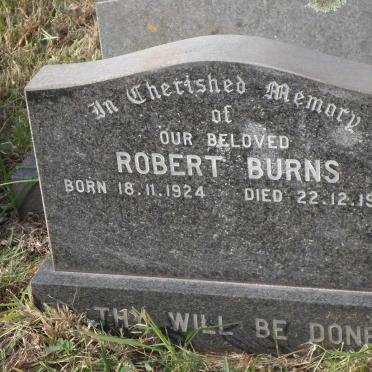 In Cherished Memory
of
OUR BELOVED
ROBERT BURNS
BORN 18.11.1924 DIED 22.12.19
THY WILL BE DONE